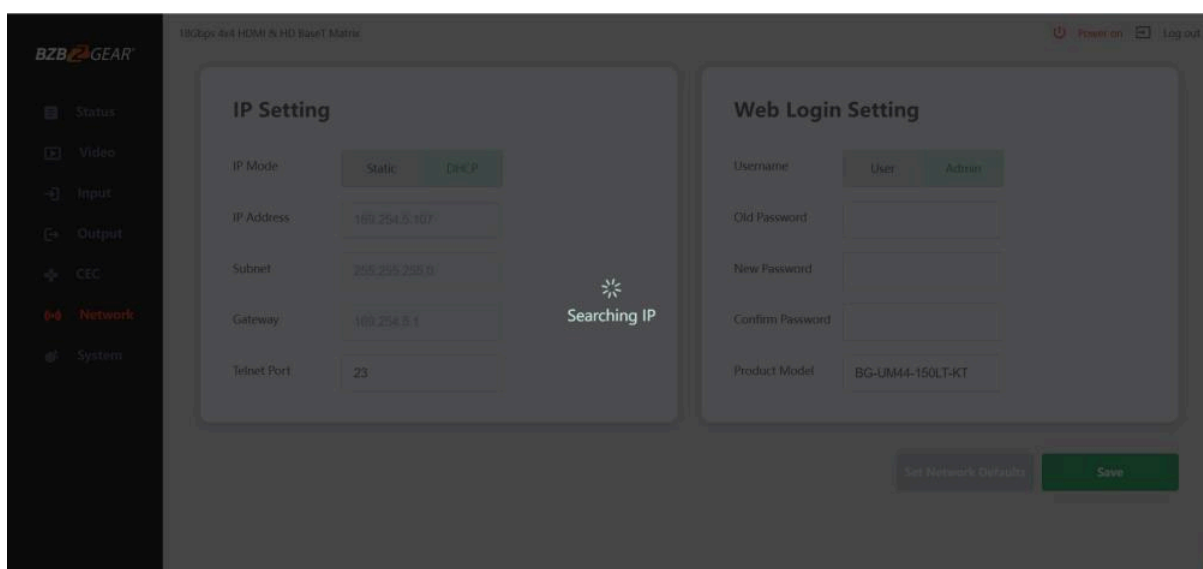 18Gbps 4x4 HDMI & HD BaseT Matrix
Power on
Log out
BZBGEAR
Status
Video
Input
Output
CEC
Network
System
IP Setting
IP Mode
Static
DHCP
IP Address
169.254.5.107
Subnet
255.255.255.0
Gateway
169.254.5.1
Telnet Port
23
Searching IP
Web Login Setting
Username
User
Admin
Old Password
New Password
Confirm Password
Product Model
BG-UM44-150LT-KT
Set Network Defaults
Save